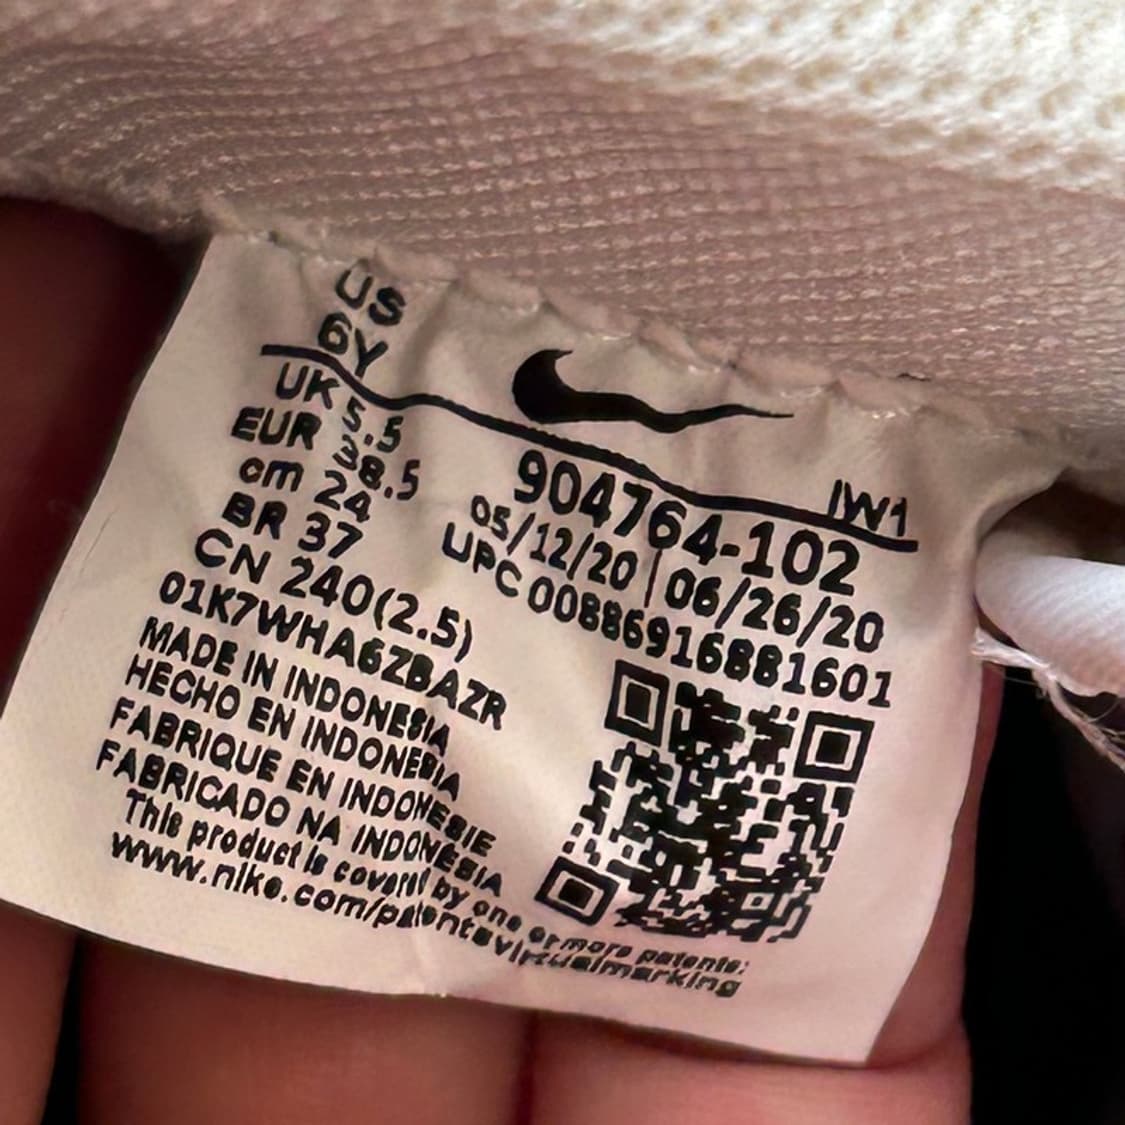 US
6Y
UK 5.5
EUR 38.5
cm 24
BR 37
CN 240(2.5)
01K7WHA6ZBAZR
MADE IN INDONESIA
HECHO EN INDONESIA
FABRIQUE EN INDONESIE
FABRICADO NA INDONÉSIA
This product is covered by one or more patents:
www.nike.com/patentsvirtualmarking
IW1
904764-102
05/12/20 | 06/26/20
UPC 00886916881601